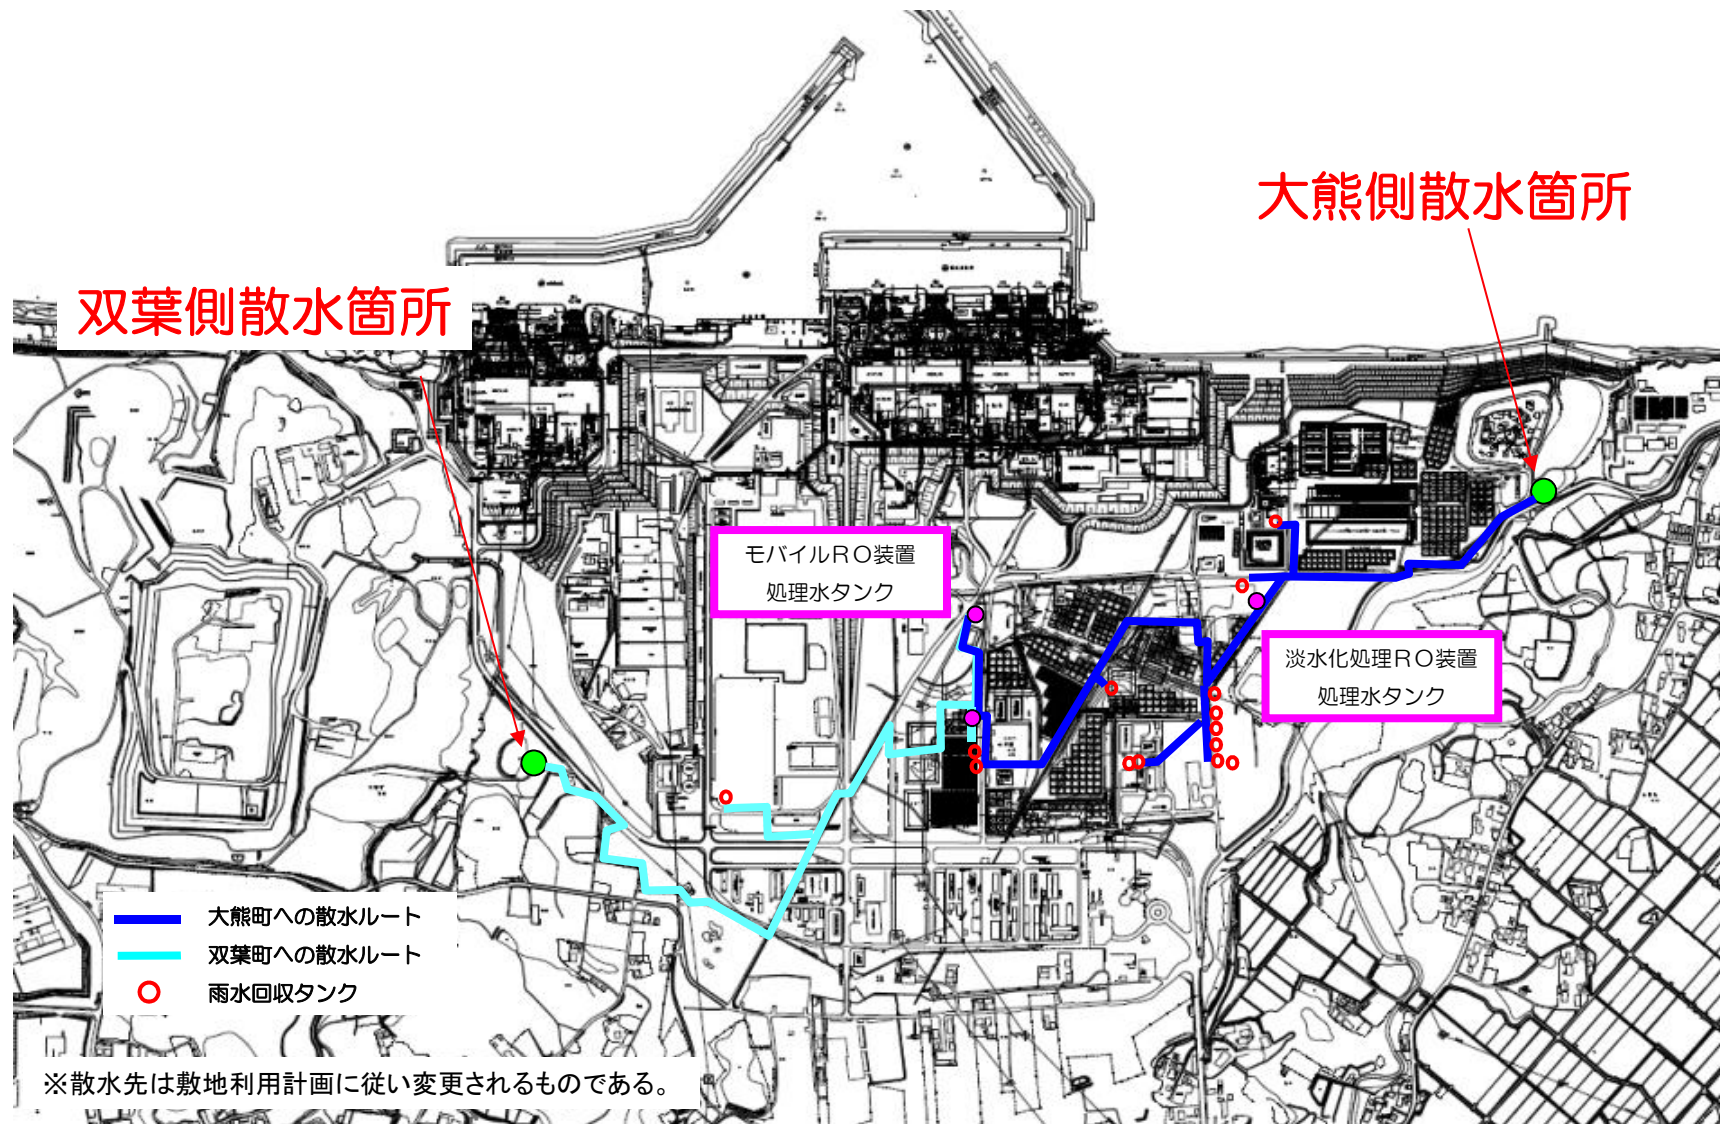 大熊側散水箇所
双葉側散水箇所
モバイルRO装置
処理水タンク
淡水化処理RO装置
処理水タンク
大熊町への散水ルート
双葉町への散水ルート
雨水回収タンク
※散水先は敷地利用計画に従い変更されるものである。